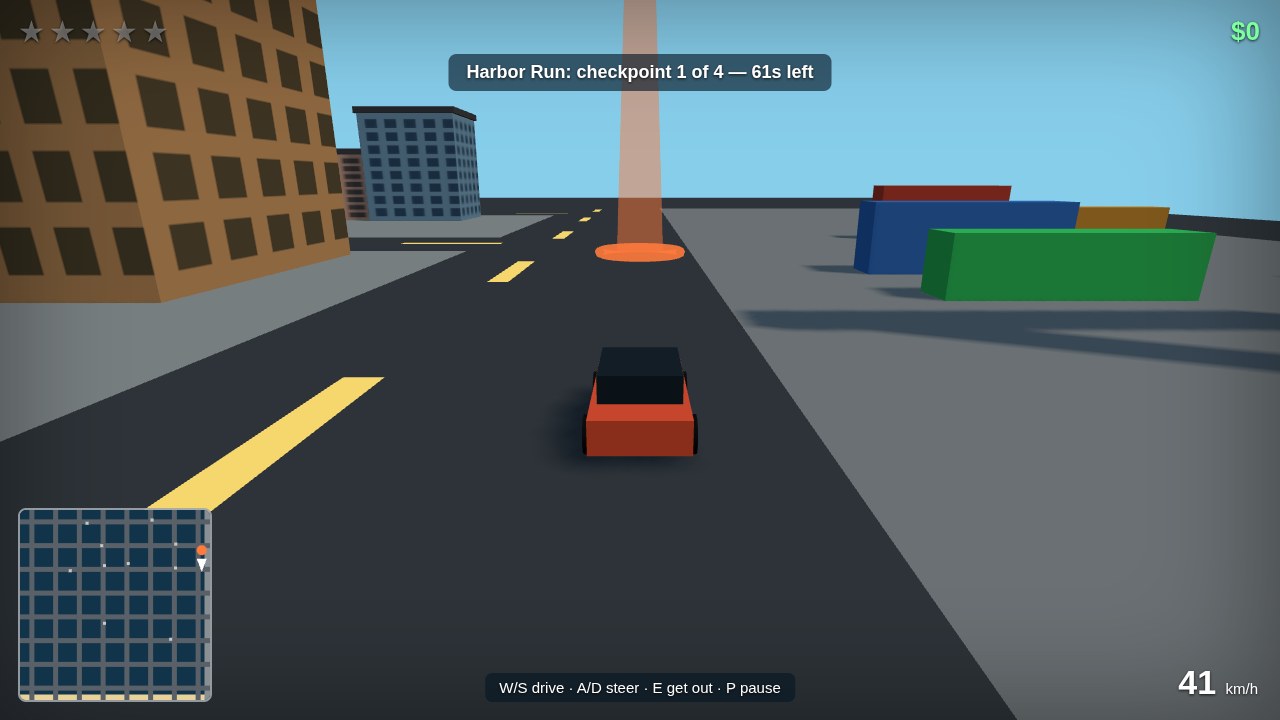 $0
Harbor Run: checkpoint 1 of 4 — 61s left
W/S drive · A/D steer · E get out · P pause
41 km/h